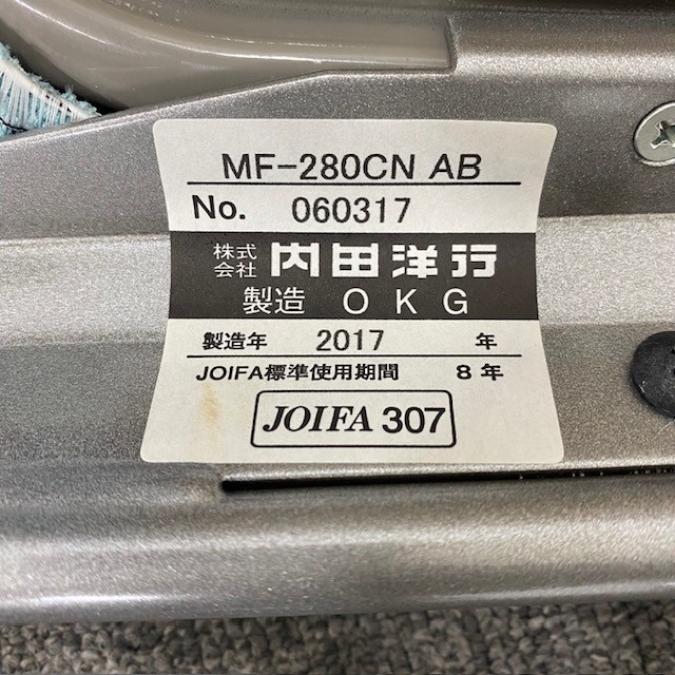 MF-280CN AB
No. 060317
株式会社 内田洋行
製造 OKG
製造年 2017 年
JOIFA標準使用期間 8年
JOIFA 307